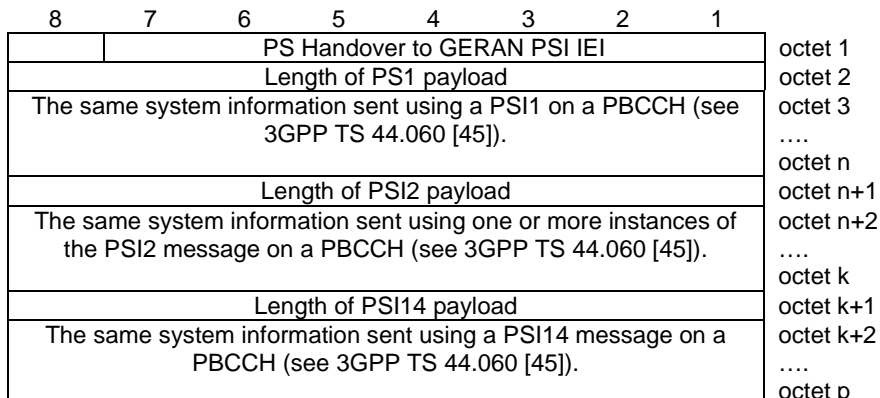 8 7 6 5 4 3 2 1
PS Handover to GERAN PSI IEI octet 1
Length of PS1 payload octet 2
The same system information sent using a PSI1 on a PBCCH (see octet 3
3GPP TS 44.060 [45]). ….
octet n
Length of PSI2 payload octet n+1
The same system information sent using one or more instances of octet n+2
the PSI2 message on a PBCCH (see 3GPP TS 44.060 [45]). ….
octet k
Length of PSI14 payload octet k+1
The same system information sent using a PSI14 message on a octet k+2
PBCCH (see 3GPP TS 44.060 [45]). ….
octet p